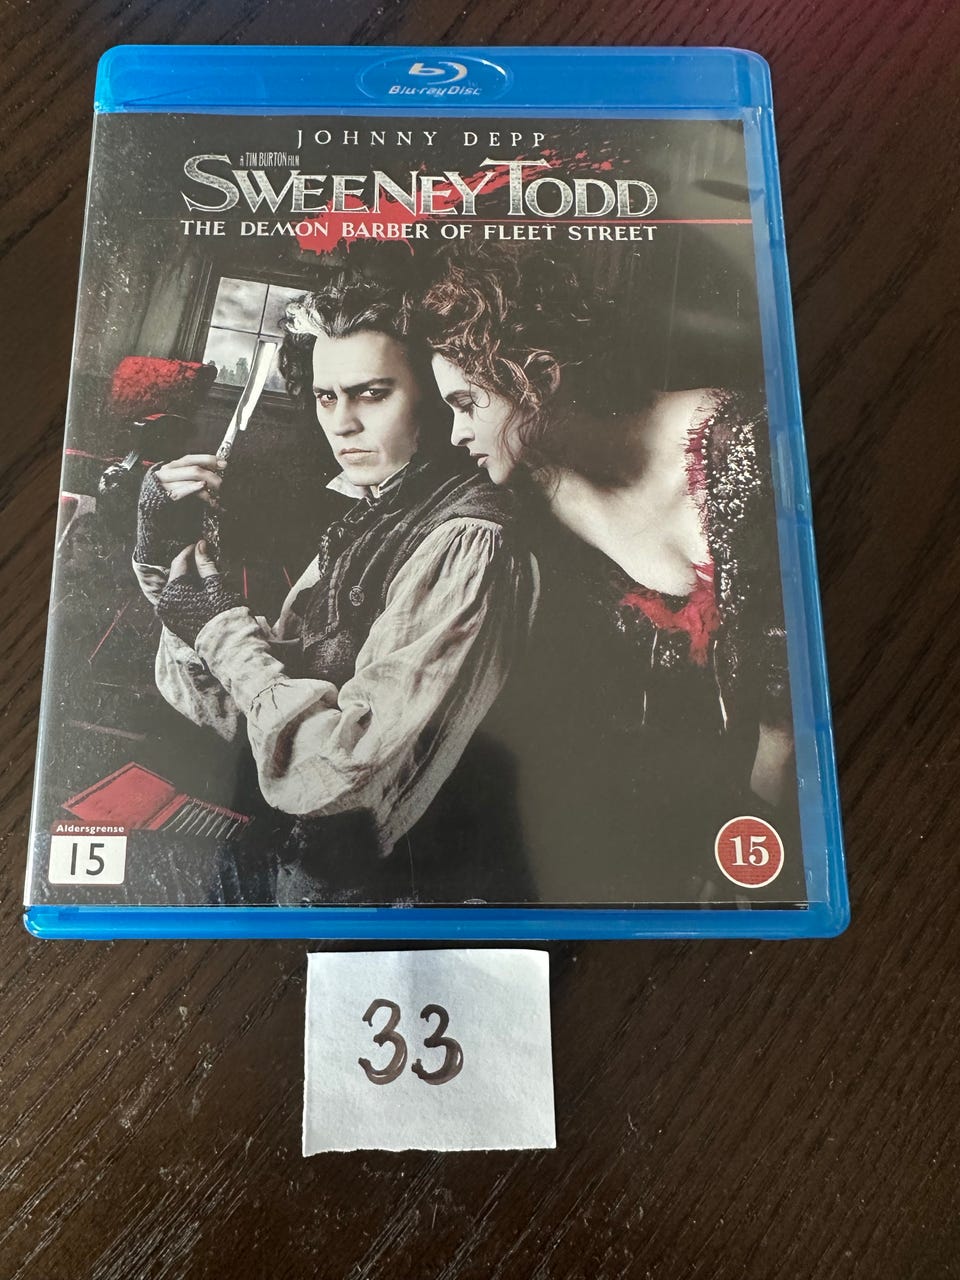 Blu-ray Disc
JOHNNY DEPP
A TIM BURTON FILM
SWEENEY TODD
THE DEMON BARBER OF FLEET STREET
Aldersgrense
15
15
33